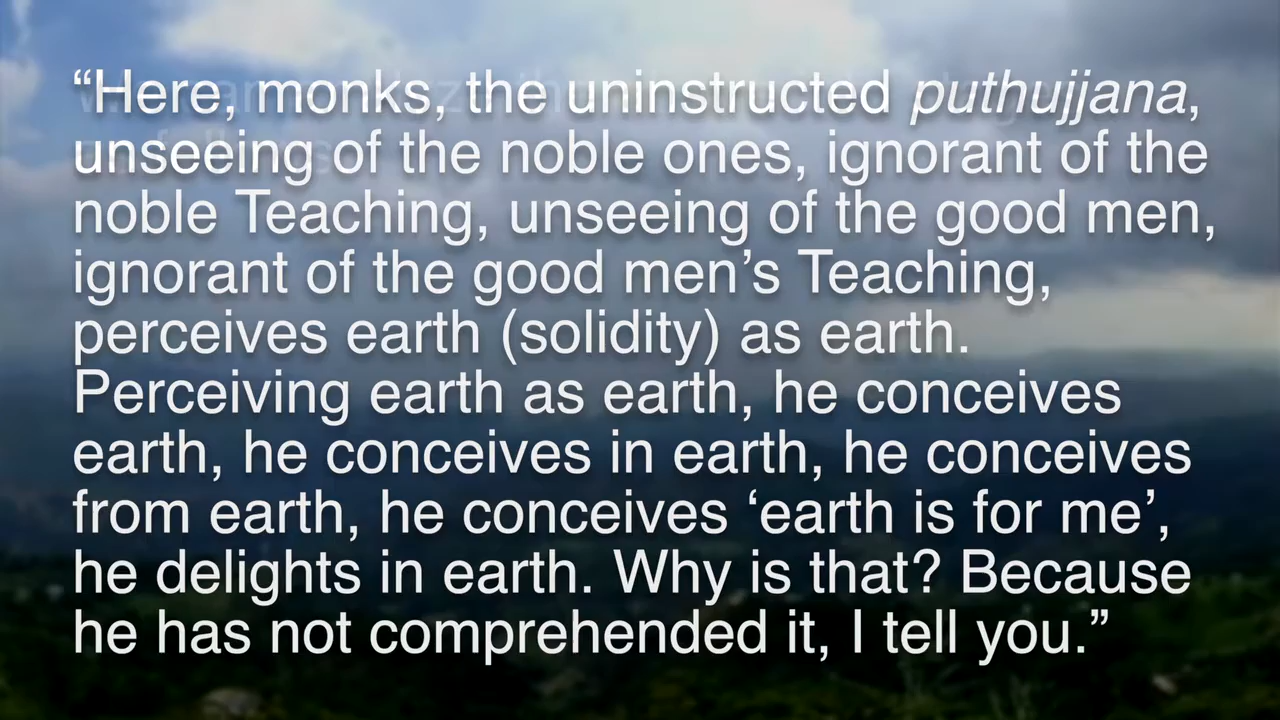 “Here, monks, the uninstructed puthujjana,
unseeing of the noble ones, ignorant of the
noble Teaching, unseeing of the good men,
ignorant of the good men’s Teaching,
perceives earth (solidity) as earth.
Perceiving earth as earth, he conceives
earth, he conceives in earth, he conceives
from earth, he conceives ‘earth is for me’,
he delights in earth. Why is that? Because
he has not comprehended it, I tell you.”